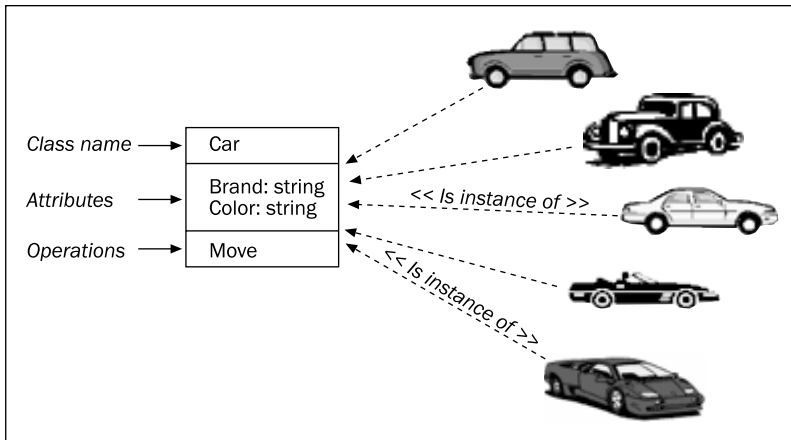 Class name
Car
Attributes
Brand: string
Color: string
Operations
Move
<< Is instance of >>
<< Is instance of >>